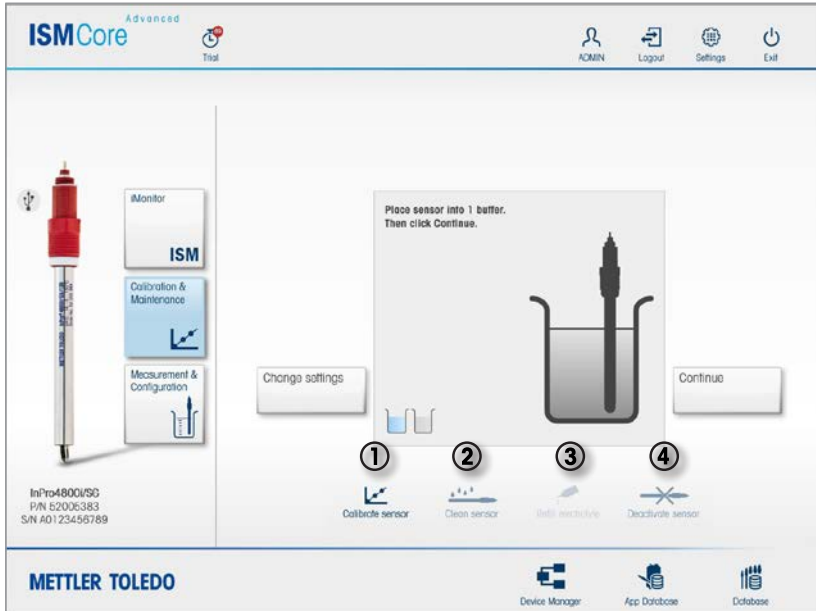 Advanced
ISMCore
Trial
ADMIN
Logout
Settings
Exit
iMonitor
ISM
Calibration &
Maintenance
Measurement &
Configuration
Place sensor into 1 buffer.
Then click Continue.
Change settings
Continue
1
2
3
4
Calibrate sensor
Clean sensor
Refill electrolyte
Deactivate sensor
InPro4800i/SG
P/N 52005383
S/N A0123456789
METTLER TOLEDO
Device Manager
App Database
Database